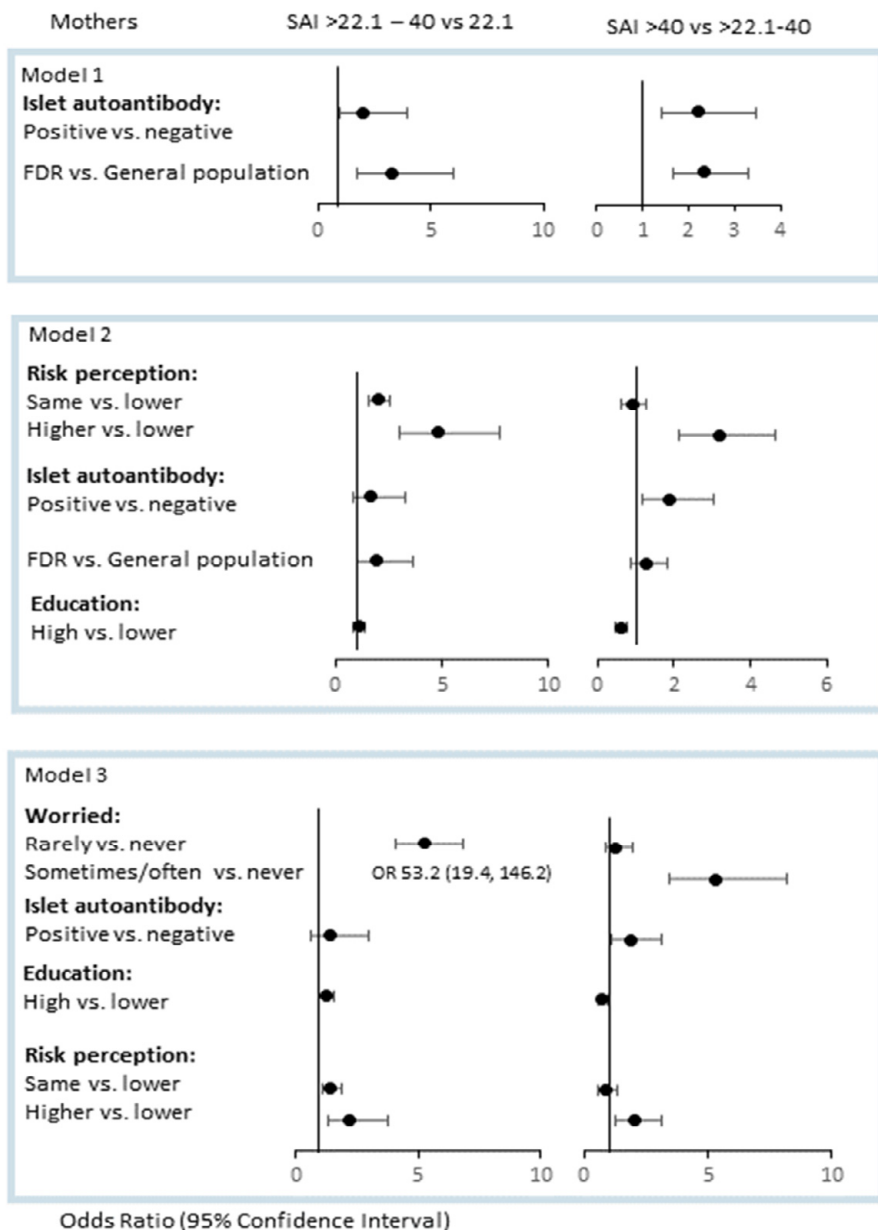 Mothers
SAI >22.1 – 40 vs 22.1
SAI >40 vs >22.1-40
Model 1
Islet autoantibody:
Positive vs. negative
FDR vs. General population
0 5 10
0 1 2 3 4
Model 2
Risk perception:
Same vs. lower
Higher vs. lower
Islet autoantibody:
Positive vs. negative
FDR vs. General population
Education:
High vs. lower
0 5 10
0 2 4 6
Model 3
Worried:
Rarely vs. never
Sometimes/often vs. never
OR 53.2 (19.4, 146.2)
Islet autoantibody:
Positive vs. negative
Education:
High vs. lower
Risk perception:
Same vs. lower
Higher vs. lower
0 5 10
0 5 10
Odds Ratio (95% Confidence Interval)